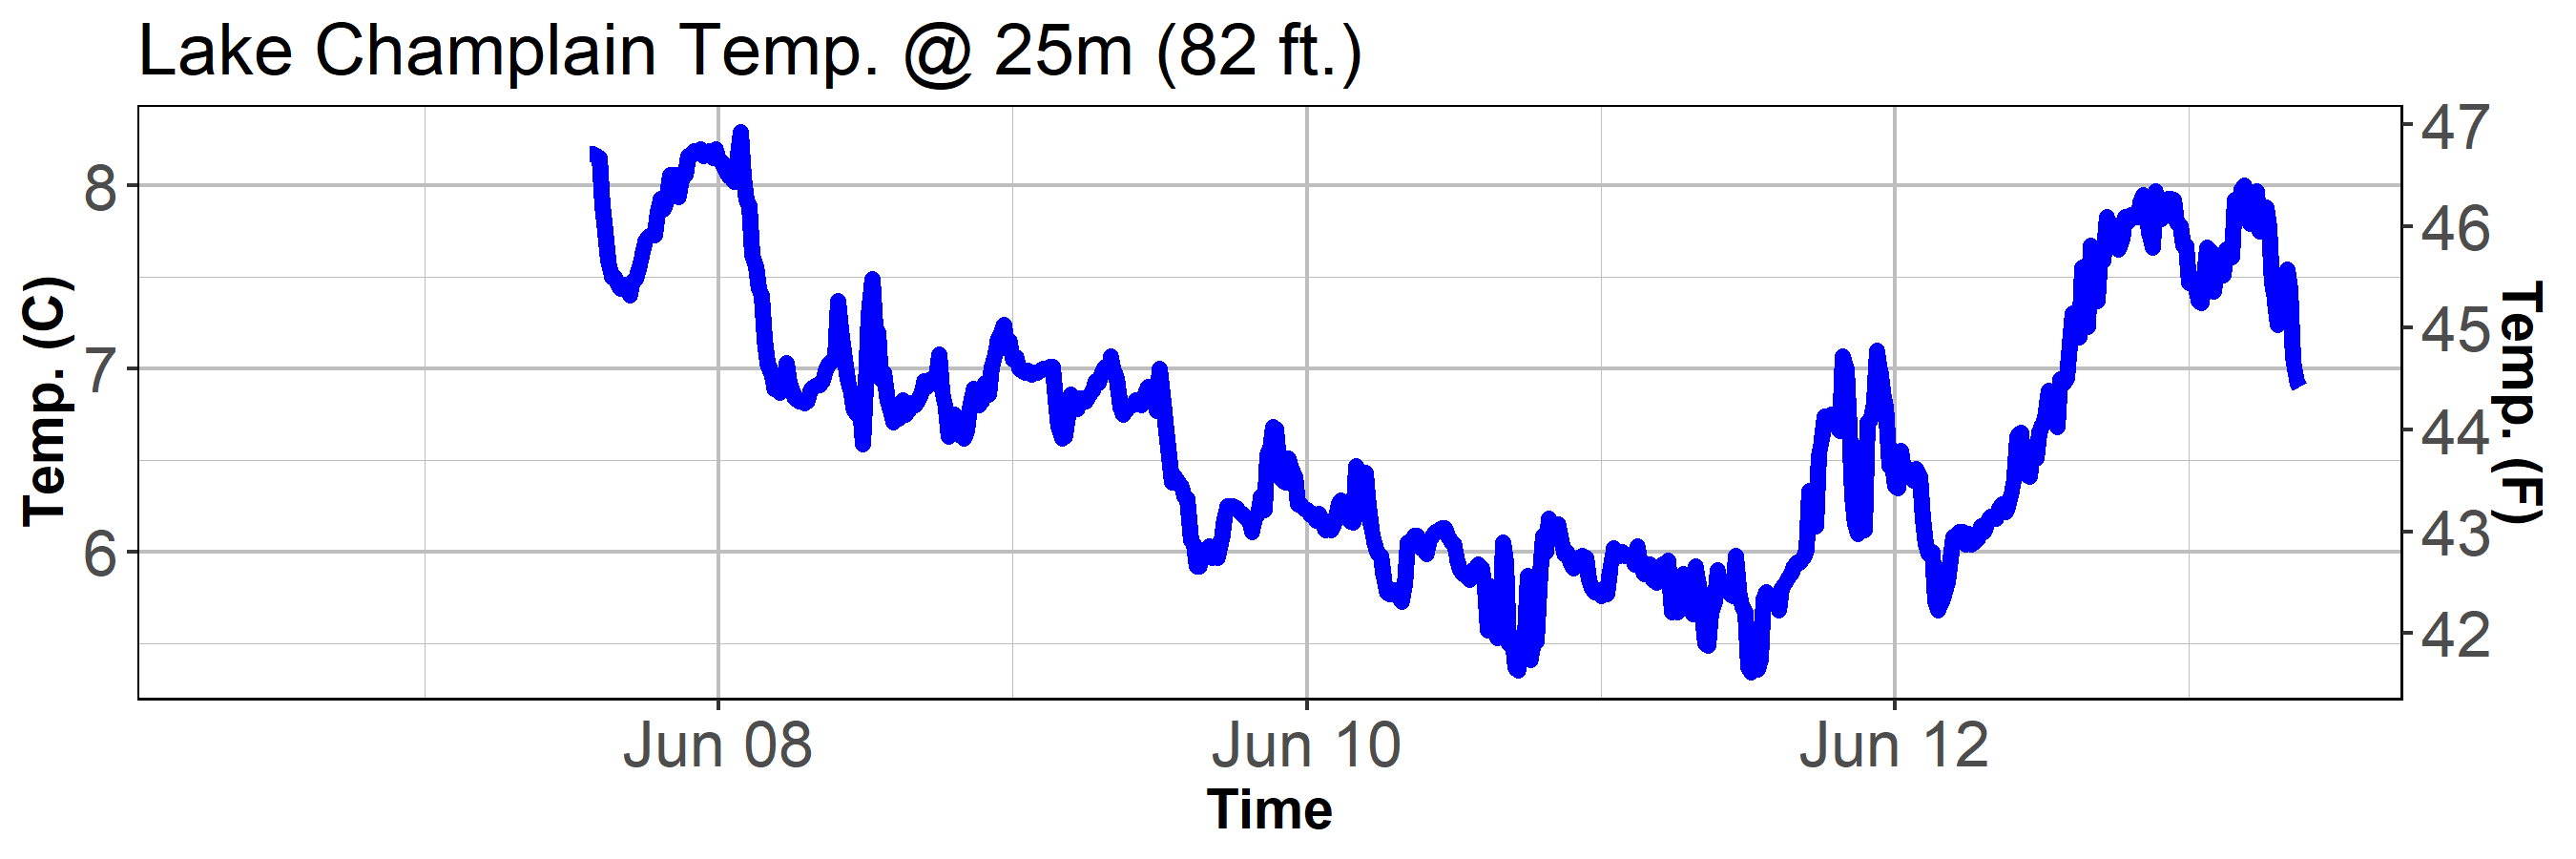 Lake Champlain Temp. @ 25m (82 ft.)
Temp. (C)
8
7
6
47
46
45
44
43
42
Temp. (F)
Jun 08 Jun 10 Jun 12
Time